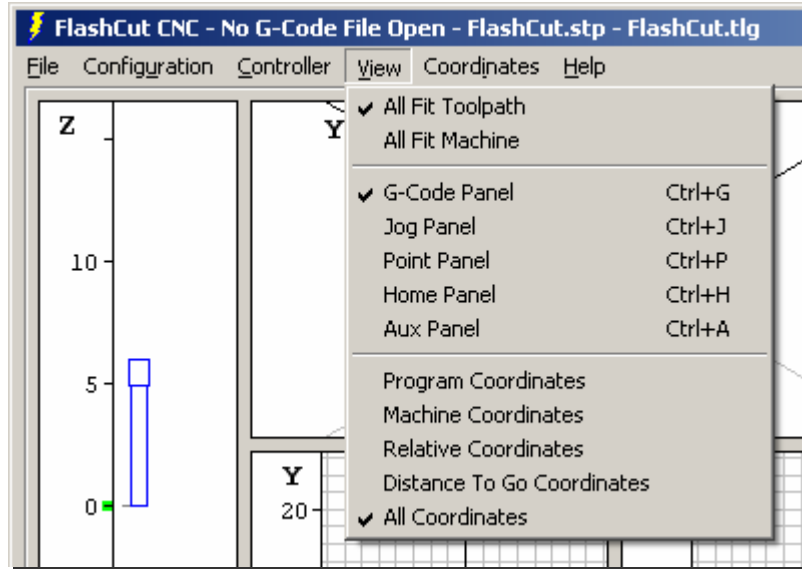 FlashCut CNC - No G-Code File Open - FlashCut.stp - FlashCut.tlg
File Configuration Controller View Coordinates Help
Z
10
5
0
Y
Y
20
All Fit Toolpath
All Fit Machine
G-Code Panel Ctrl+G
Jog Panel Ctrl+J
Point Panel Ctrl+P
Home Panel Ctrl+H
Aux Panel Ctrl+A
Program Coordinates
Machine Coordinates
Relative Coordinates
Distance To Go Coordinates
All Coordinates